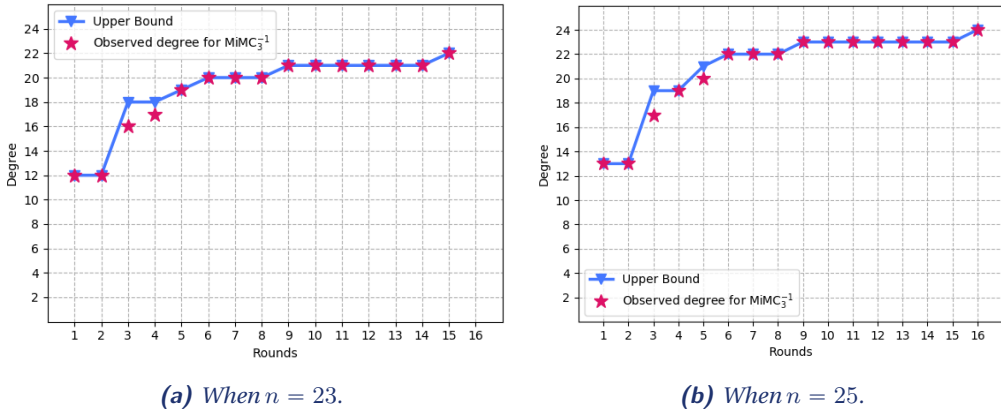 24
22
20
18
16
14
12
10
8
6
4
2
Degree
Upper Bound
Observed degree for MiMC₃⁻¹
1 2 3 4 5 6 7 8 9 10 11 12 13 14 15 16
Rounds
(a) When n = 23.
24
22
20
18
16
14
12
10
8
6
4
2
Degree
Upper Bound
Observed degree for MiMC₃⁻¹
1 2 3 4 5 6 7 8 9 10 11 12 13 14 15 16
Rounds
(b) When n = 25.